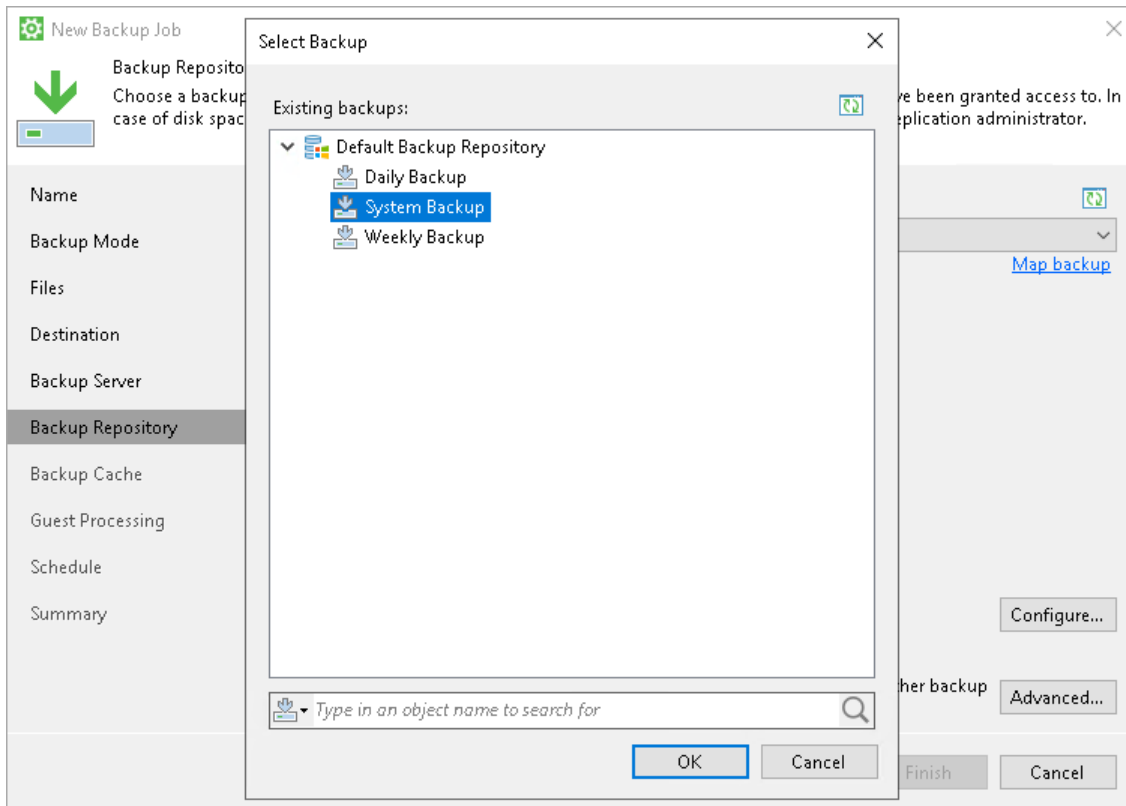 New Backup Job
Backup Reposito
Choose a backup
case of disk spac
ve been granted access to. In
eplication administrator.
Name
Backup Mode
Files
Destination
Backup Server
Backup Repository
Backup Cache
Guest Processing
Schedule
Summary
Select Backup
Existing backups:
Default Backup Repository
Daily Backup
System Backup
Weekly Backup
Type in an object name to search for
OK
Cancel
Map backup
Configure...
her backup
Advanced...
Finish
Cancel